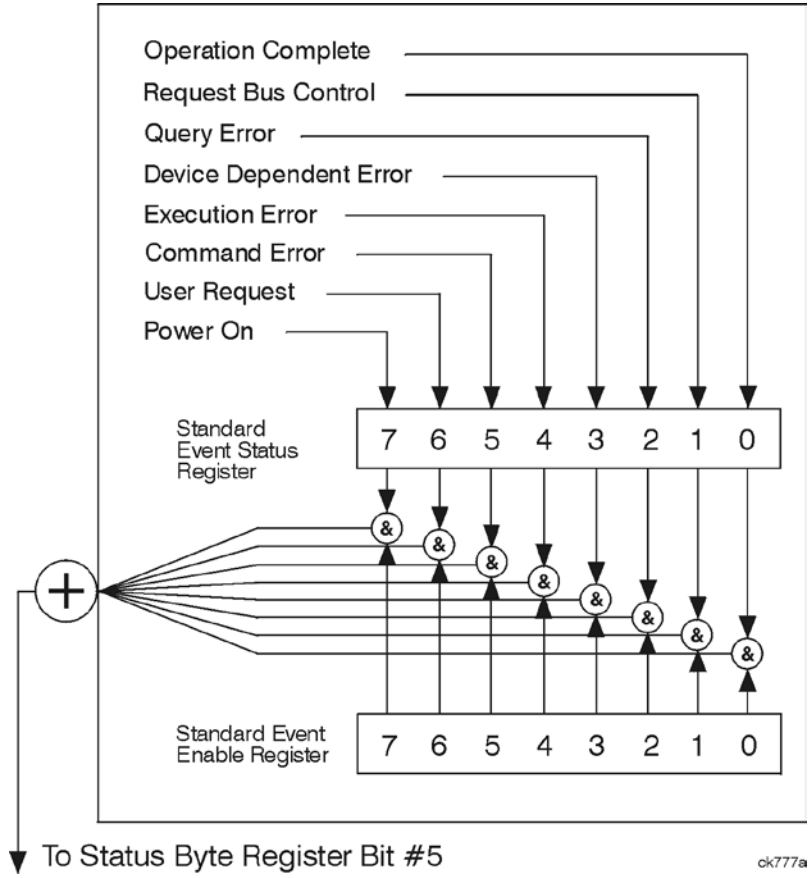 Operation Complete
Request Bus Control
Query Error
Device Dependent Error
Execution Error
Command Error
User Request
Power On
Standard
Event Status
Register
7 6 5 4 3 2 1 0
&
&
&
&
&
&
&
&
+
Standard Event
Enable Register
7 6 5 4 3 2 1 0
To Status Byte Register Bit #5
ck777a